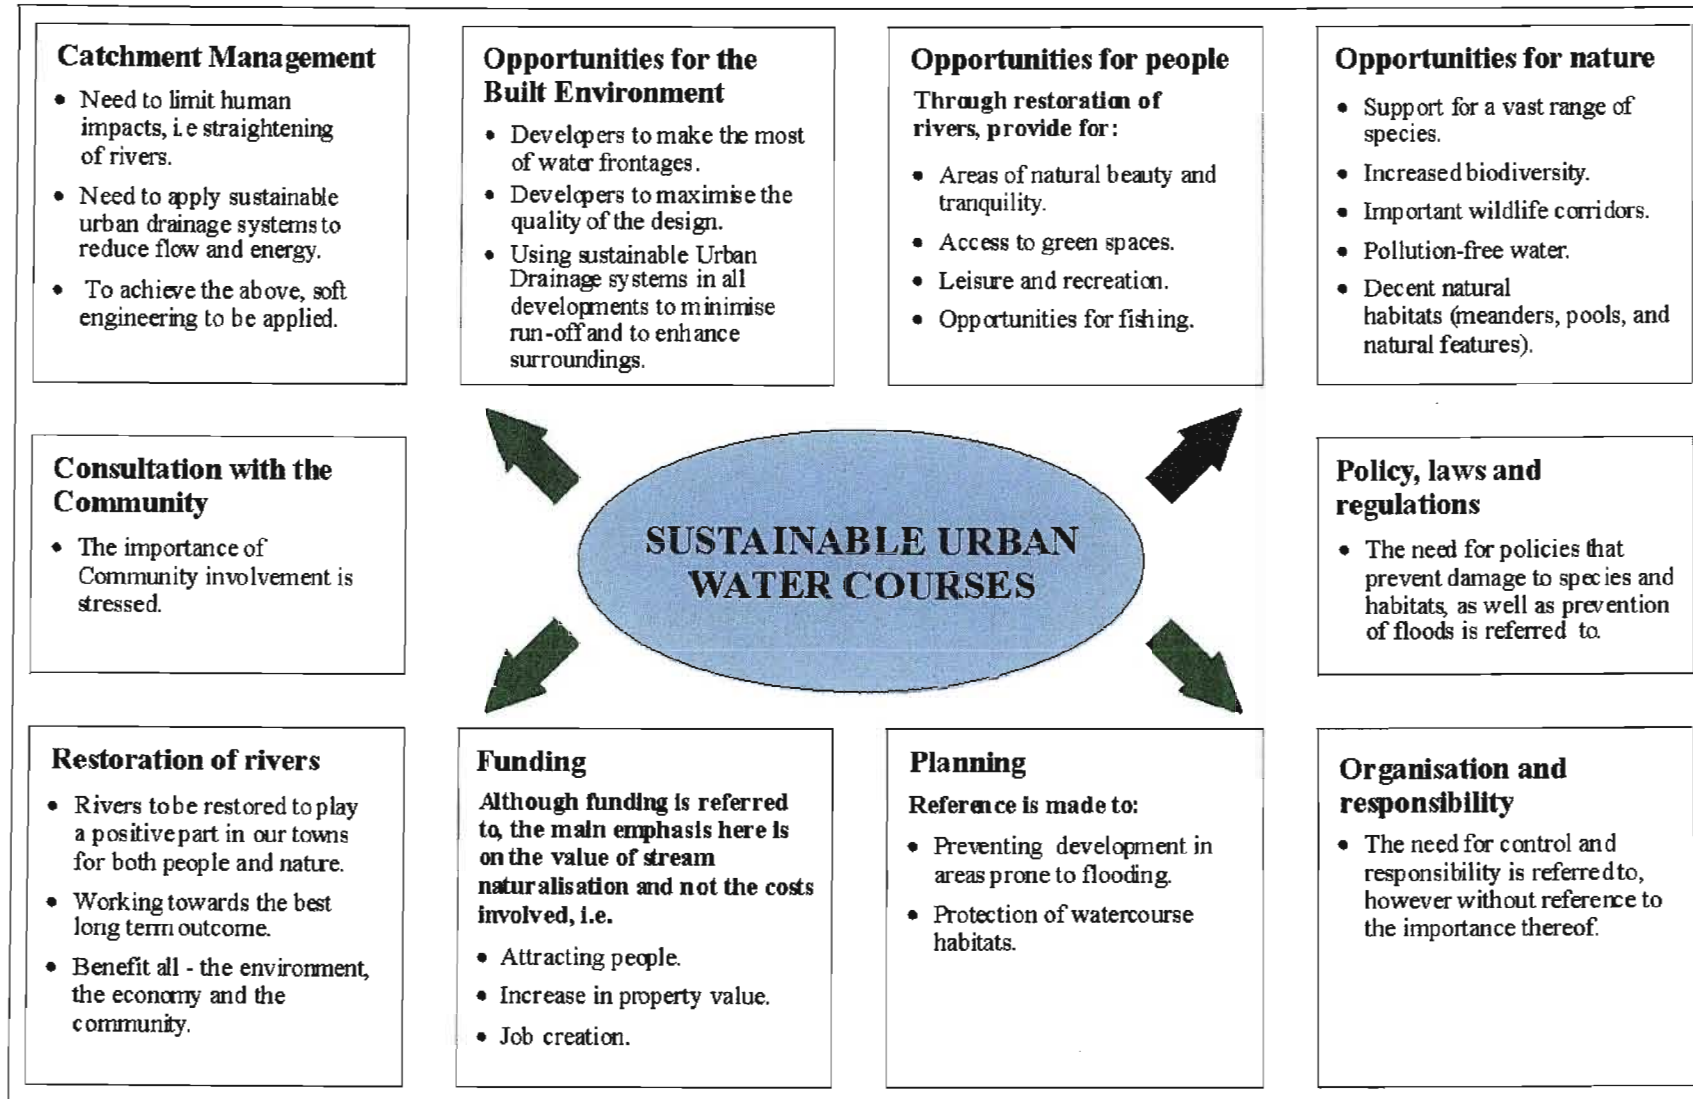 Catchment Management
• Need to limit human
impacts, i.e straightening
of rivers.
• Need to apply sustainable
urban drainage systems to
reduce flow and energy.
• To achieve the above, soft
engineering to be applied.
Opportunities for the
Built Environment
• Developers to make the most
of water frontages.
• Developers to maximise the
quality of the design.
• Using sustainable Urban
Drainage systems in all
developments to minimise
run-off and to enhance
surroundings.
Opportunities for people
Through restoration of
rivers, provide for:
• Areas of natural beauty and
tranquility.
• Access to green spaces.
• Leisure and recreation.
• Opportunities for fishing.
Opportunities for nature
• Support for a vast range of
species.
• Increased biodiversity.
• Important wildlife corridors.
• Pollution-free water.
• Decent natural
habitats (meanders, pools, and
natural features).
Consultation with the
Community
• The importance of
Community involvement is
stressed.
SUSTAINABLE URBAN
WATER COURSES
Policy, laws and
regulations
• The need for policies that
prevent damage to species and
habitats, as well as prevention
of floods is referred to.
Restoration of rivers
• Rivers to be restored to play
a positive part in our towns
for both people and nature.
• Working towards the best
long term outcome.
• Benefit all - the environment,
the economy and the
community.
Funding
Although funding is referred
to, the main emphasis here is
on the value of stream
naturalisation and not the costs
involved, i.e.
• Attracting people.
• Increase in property value.
• Job creation.
Planning
Reference is made to:
• Preventing development in
areas prone to flooding.
• Protection of watercourse
habitats.
Organisation and
responsibility
• The need for control and
responsibility is referred to,
however without reference to
the importance thereof.